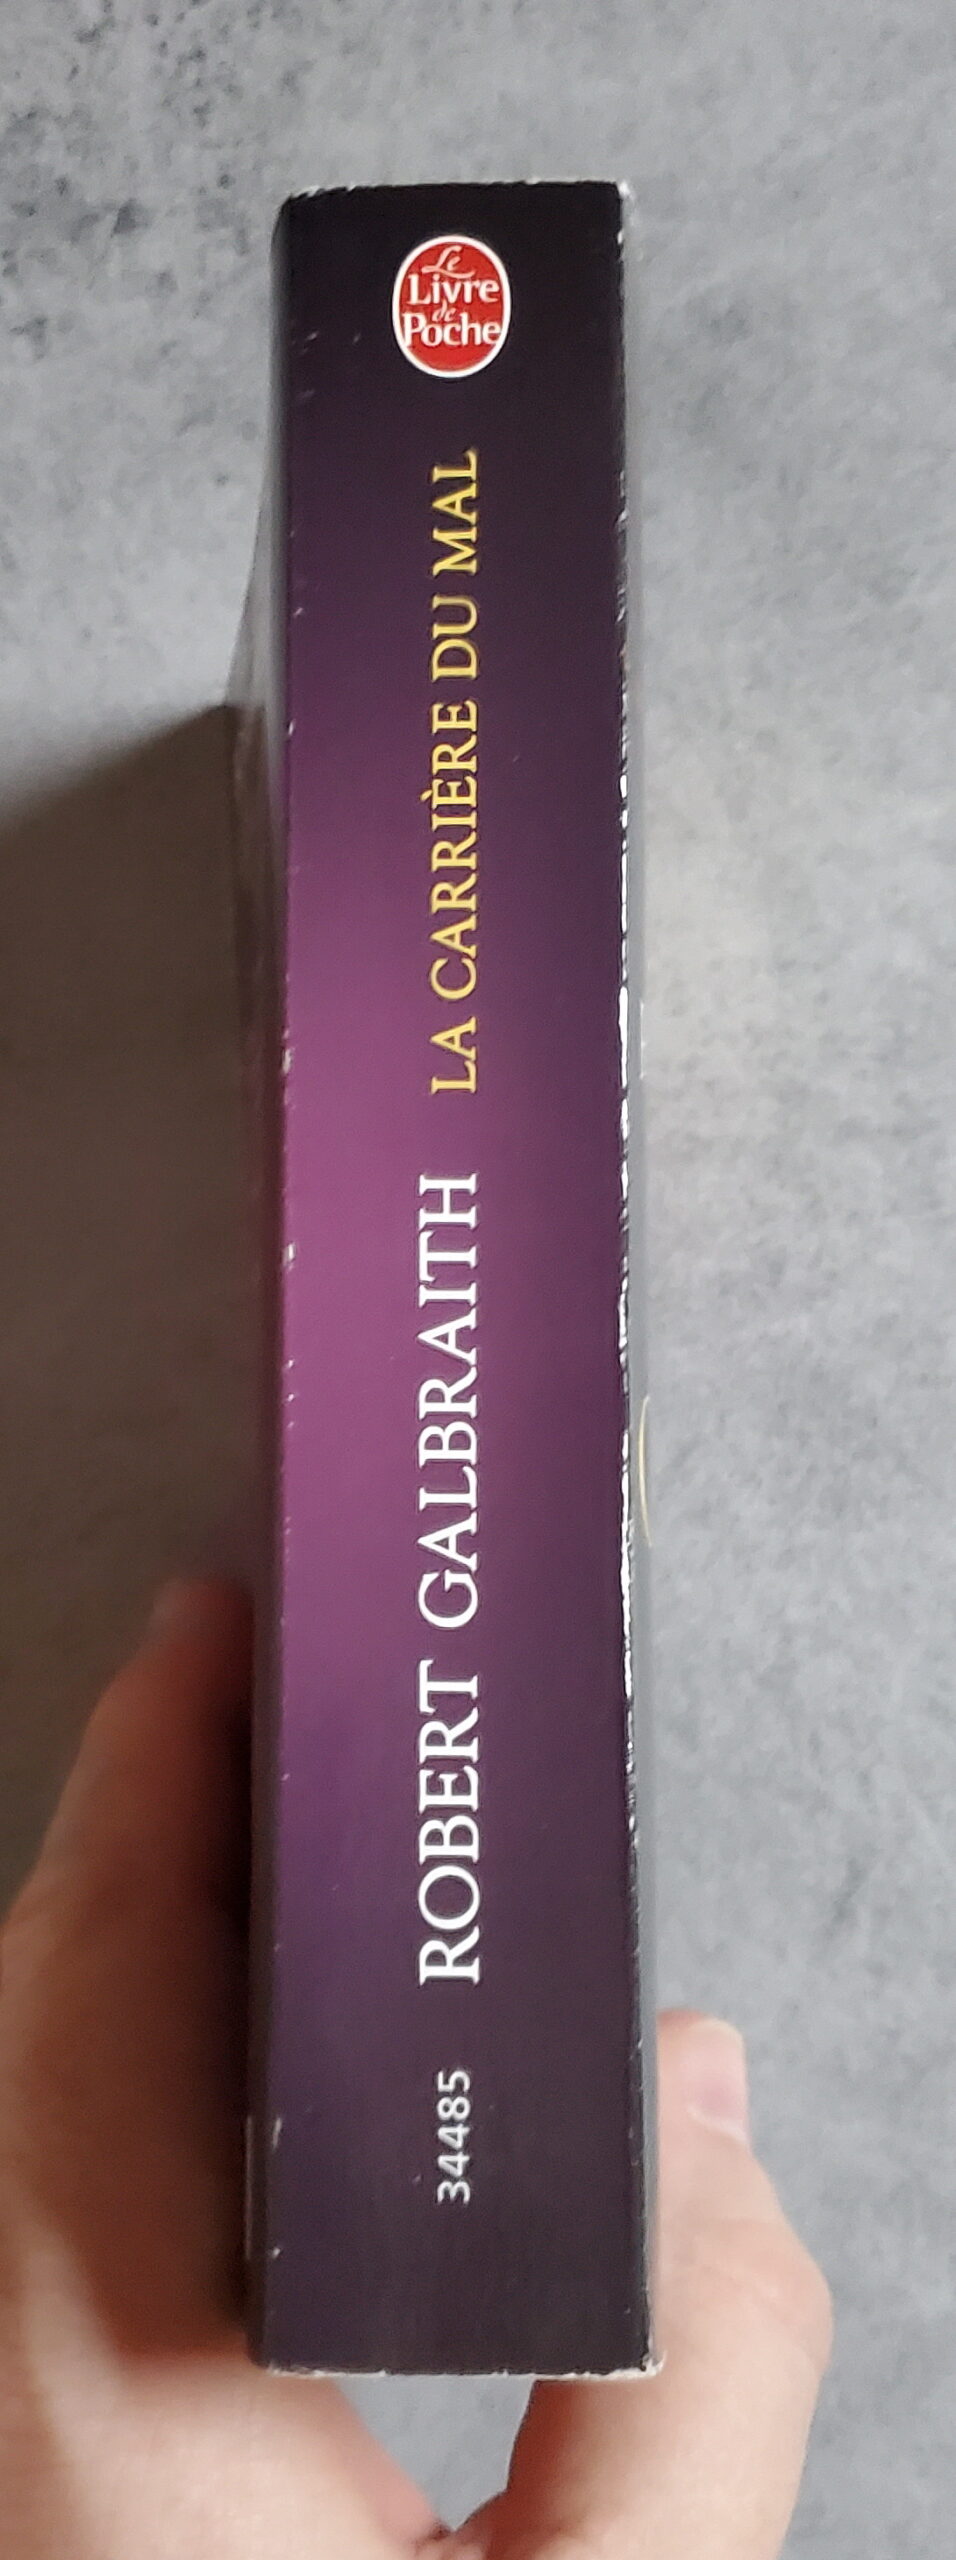 Le
Livre
de
Poche
LA CARRIÈRE DU MAL
ROBERT GALBRAITH
34485